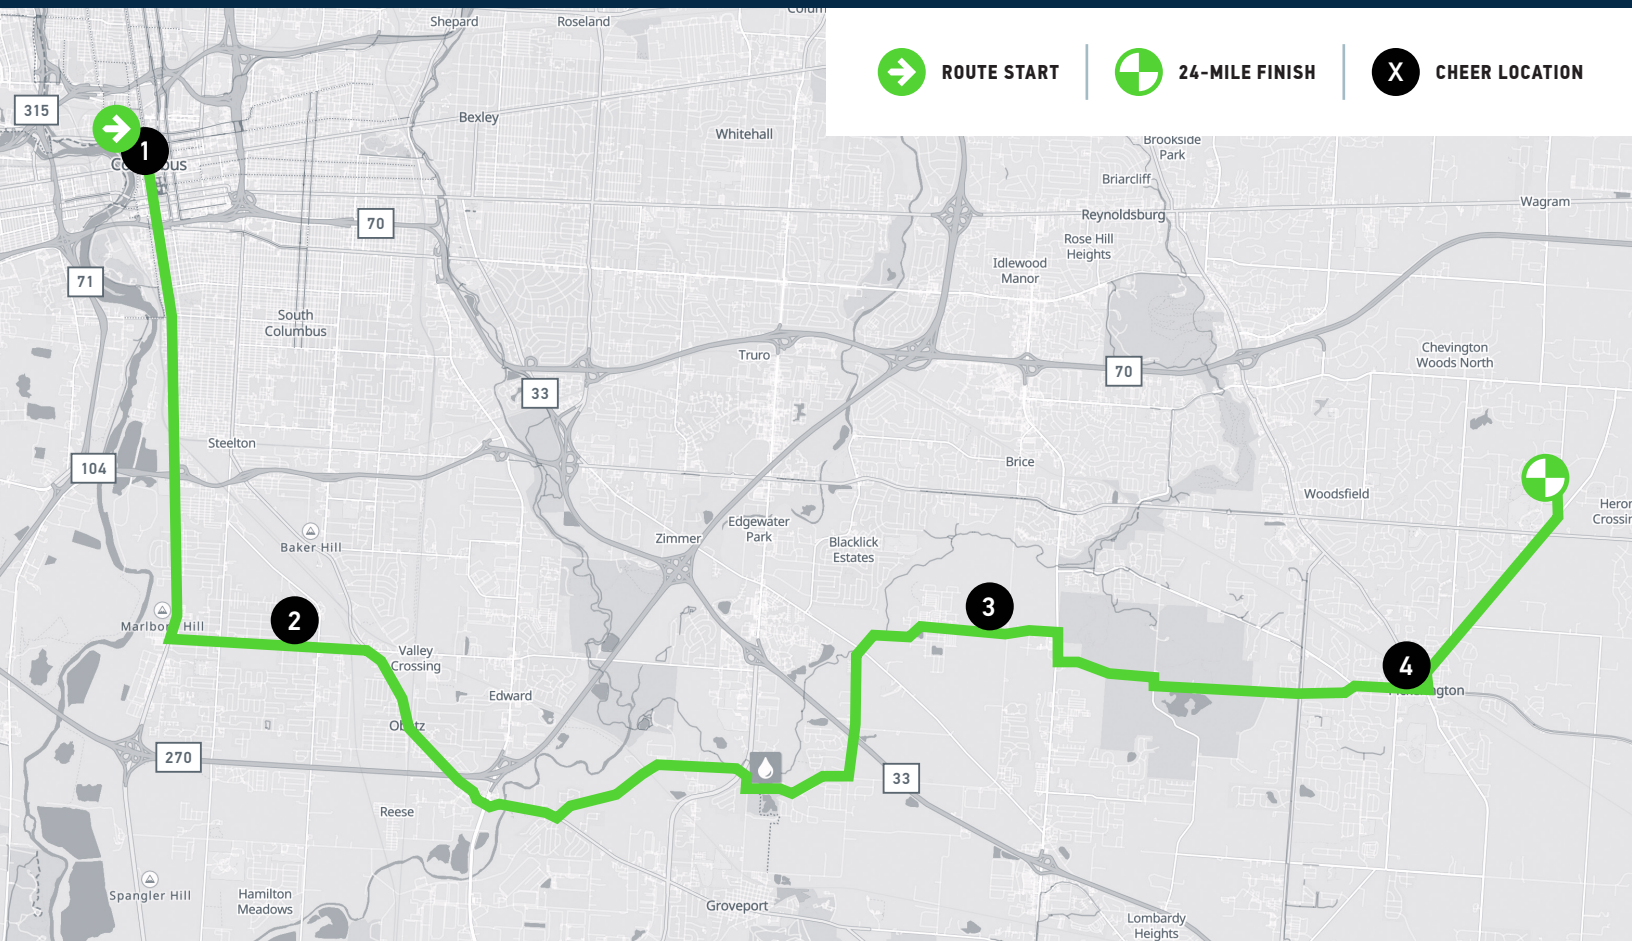 Shepard
Roseland
ROUTE START
24-MILE FINISH
X
CHEER LOCATION
315
Bexley
Whitehall
1
Brookside
Park
Briarcliff
Reynoldsburg
Wagram
70
Rose Hill
Heights
Idlewood
Manor
71
South
Columbus
Truro
70
Chevington
Woods North
33
Steelton
104
Brice
Woodsfield
Edgewater
Park
Zimmer
Blacklick
Estates
Baker Hill
3
2
Valley
Crossing
4
Edward
270
33
Reese
Spangler Hill
Hamilton
Meadows
Groveport
Lombardy
Heights